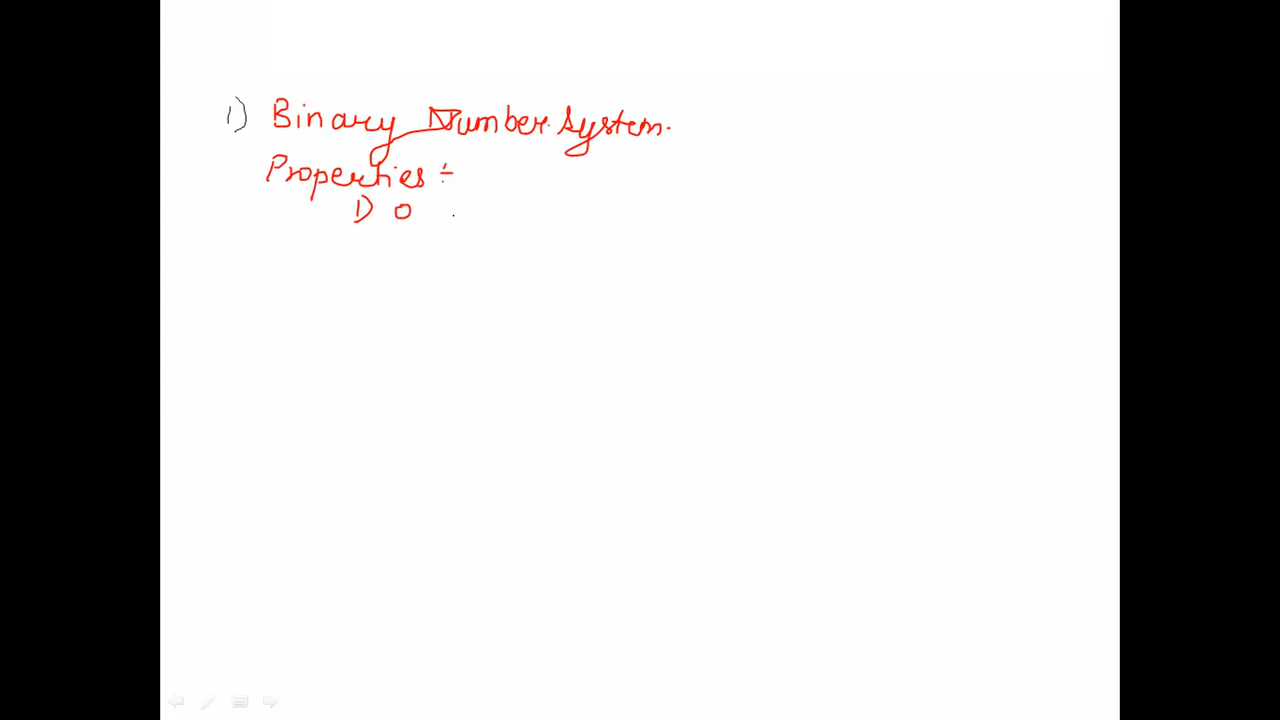 1) Binary Number System.
Properties ÷
1) 0